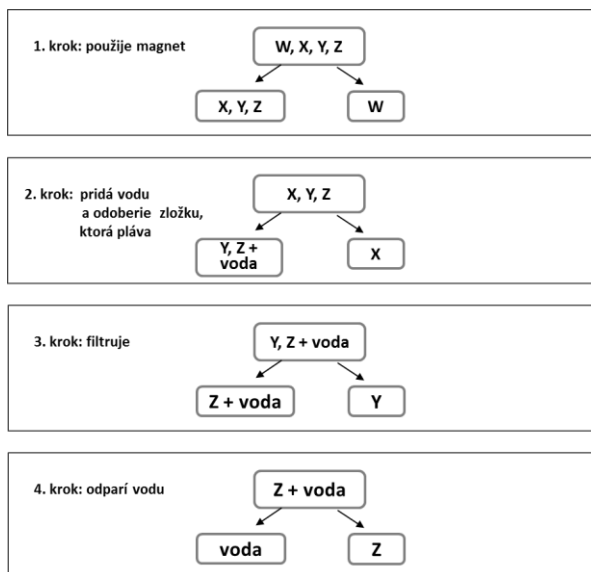 1. krok: použije magnet
W, X, Y, Z
X, Y, Z
W
2. krok: pridá vodu
a odoberie zložku,
ktorá pláva
X, Y, Z
Y, Z +
voda
X
3. krok: filtruje
Y, Z + voda
Z + voda
Y
4. krok: odparí vodu
Z + voda
voda
Z